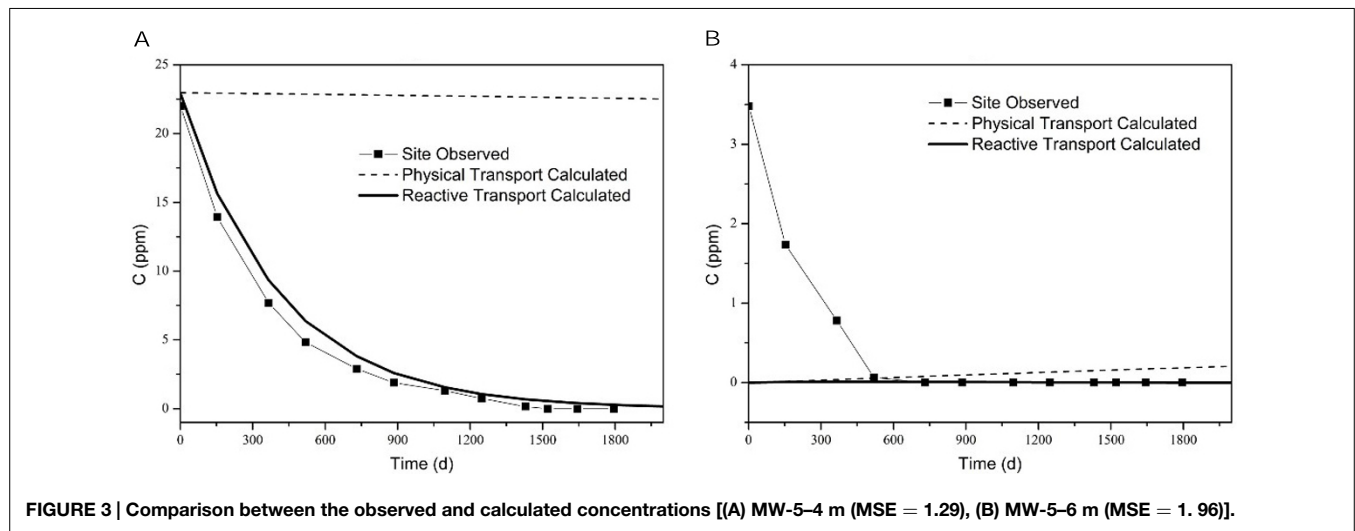 A
25
20
15
10
5
0
C (ppm)
Site Observed
Physical Transport Calculated
Reactive Transport Calculated
0 300 600 900 1200 1500 1800
Time (d)
B
4
3
2
1
0
C (ppm)
Site Observed
Physical Transport Calculated
Reactive Transport Calculated
0 300 600 900 1200 1500 1800
Time (d)
FIGURE 3 | Comparison between the observed and calculated concentrations [(A) MW-5–4 m (MSE = 1.29), (B) MW-5–6 m (MSE = 1. 96)].